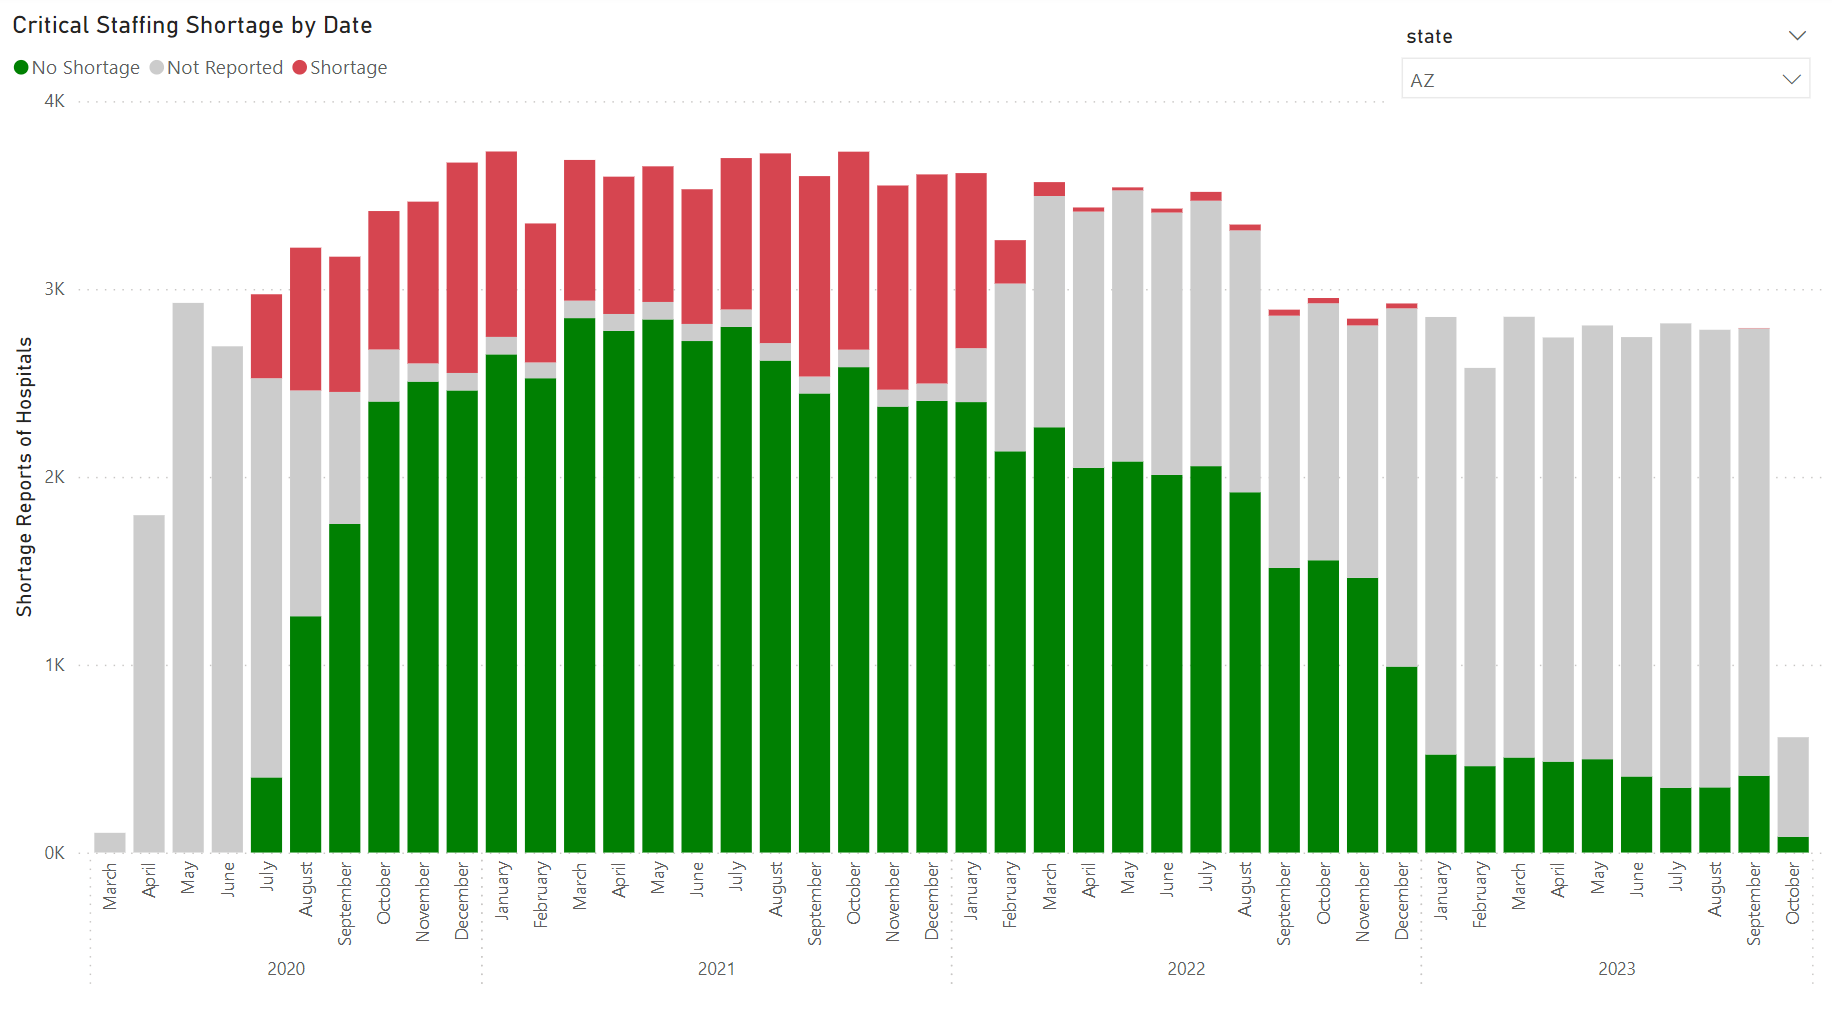 Critical Staffing Shortage by Date
state
No Shortage Not Reported Shortage
AZ
4K
3K
2K
1K
0K
Shortage Reports of Hospitals
March April May June July August September October November December January February March April May June July August September October November December January February March April May June July August September October November December January February March April May June July August September October
2020 2021 2022 2023